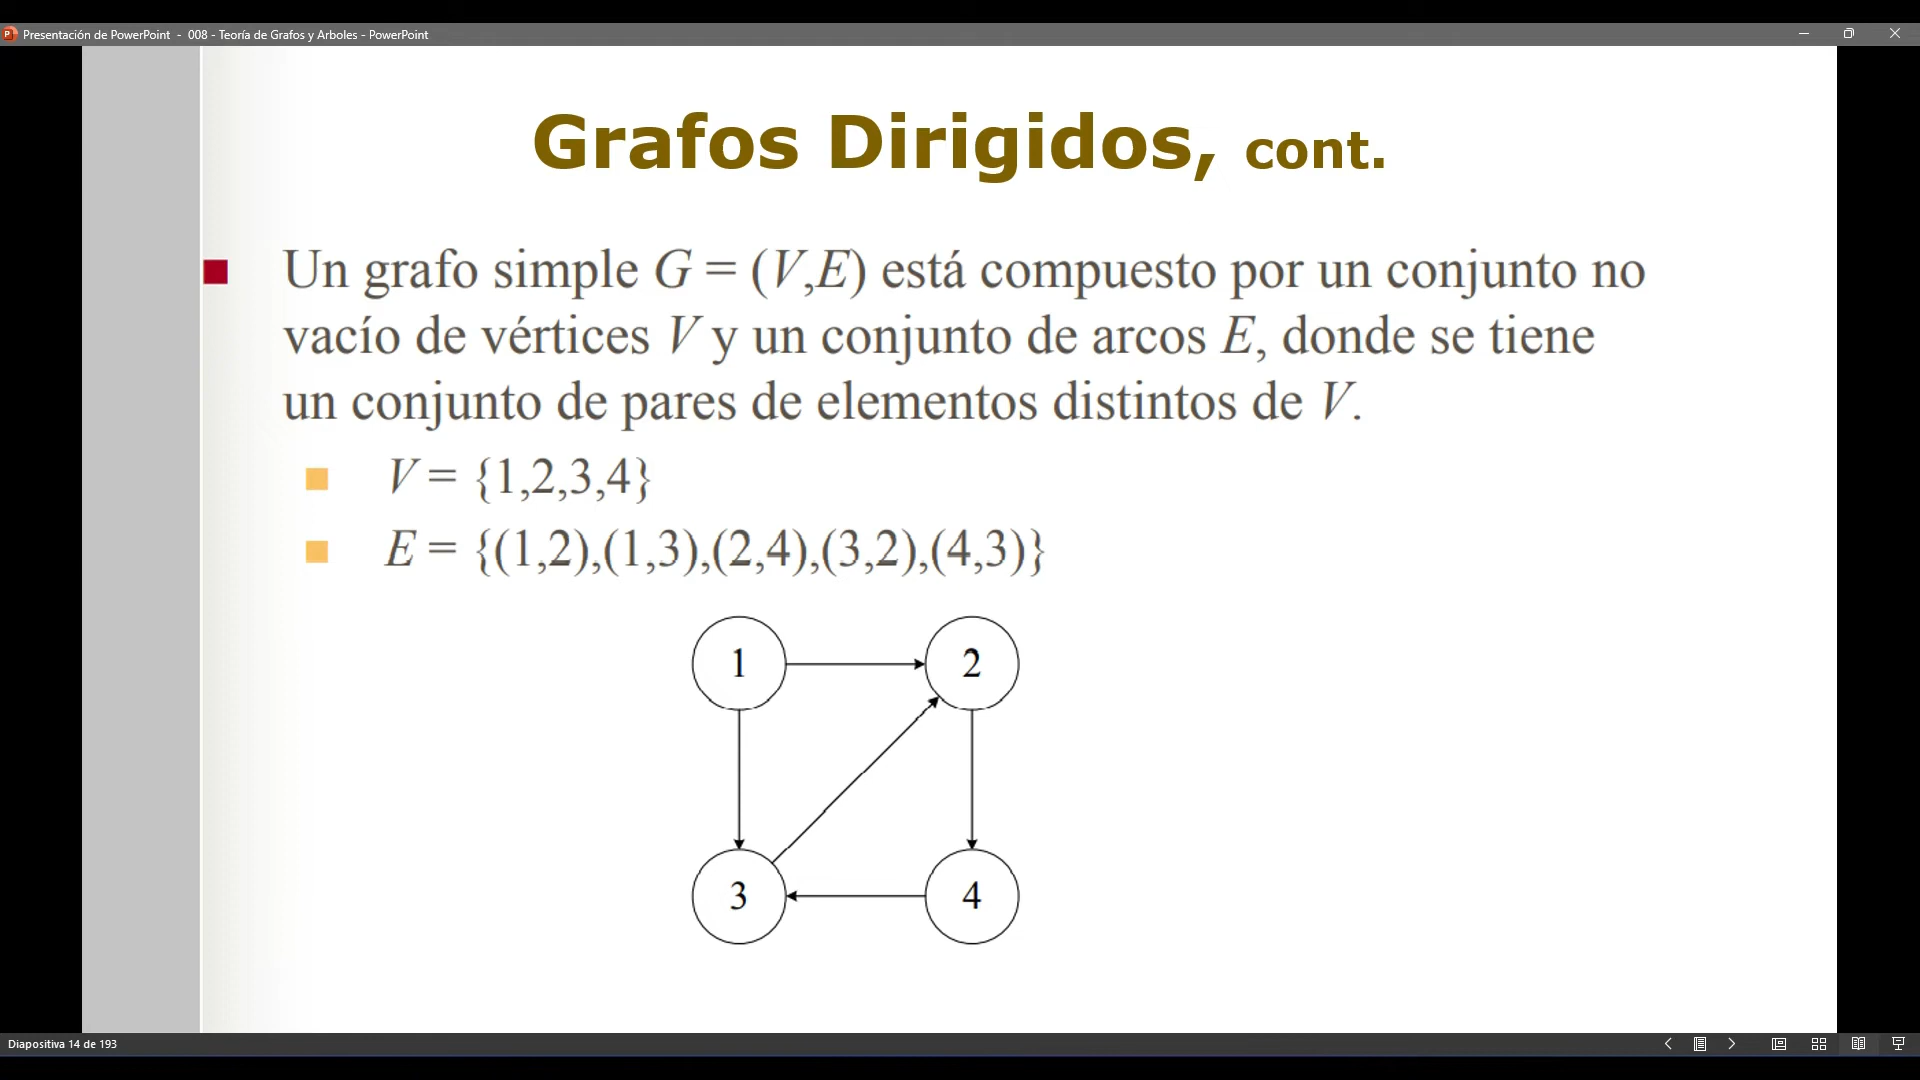 Presentación de PowerPoint - 008 - Teoría de Grafos y Arboles - PowerPoint
Grafos Dirigidos, cont.
Un grafo simple G = (V,E) está compuesto por un conjunto no
vacío de vértices V y un conjunto de arcos E, donde se tiene
un conjunto de pares de elementos distintos de V.
V = {1,2,3,4}
E = {(1,2),(1,3),(2,4),(3,2),(4,3)}
1 2
3 4
Diapositiva 14 de 193